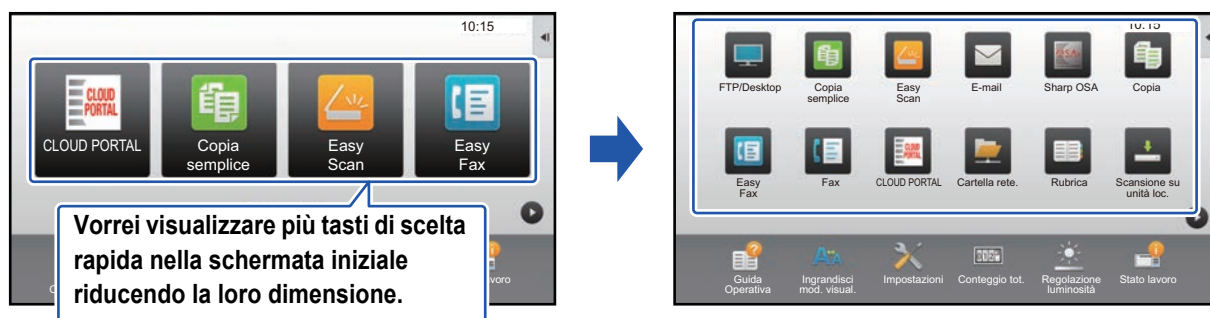 10:15
CLOUD
PORTAL
CLOUD PORTAL
Copia
semplice
Easy
Scan
Easy
Fax
Vorrei visualizzare più tasti di scelta
rapida nella schermata iniziale
riducendo la loro dimensione.
voro
10:15
FTP/Desktop
Copia
semplice
Easy
Scan
E-mail
Sharp OSA
Copia
Easy
Fax
Fax
CLOUD PORTAL
Cartella rete.
Rubrica
Scansione su
unità loc.
Guida
Operativa
Ingrandisci
mod. visual.
Impostazioni
Conteggio tot.
Regolazione
luminosità
Stato lavoro